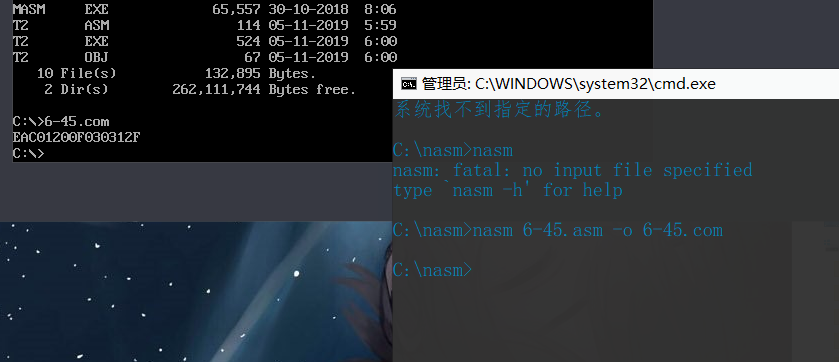 MASM     EXE           65,557 30-10-2018  8:06
T2       ASM              114 05-11-2019  5:59
T2       EXE              524 05-11-2019  6:00
T2       OBJ               67 05-11-2019  6:00
   10 File(s)         132,895 Bytes.
    2 Dir(s)      262,111,744 Bytes free.
C:\>6-45.com
EAC01200F030312F
C:\>
管理员: C:\WINDOWS\system32\cmd.exe
系统找不到指定的路径。
C:\nasm>nasm
nasm: fatal: no input file specified
type `nasm -h' for help
C:\nasm>nasm 6-45.asm -o 6-45.com
C:\nasm>